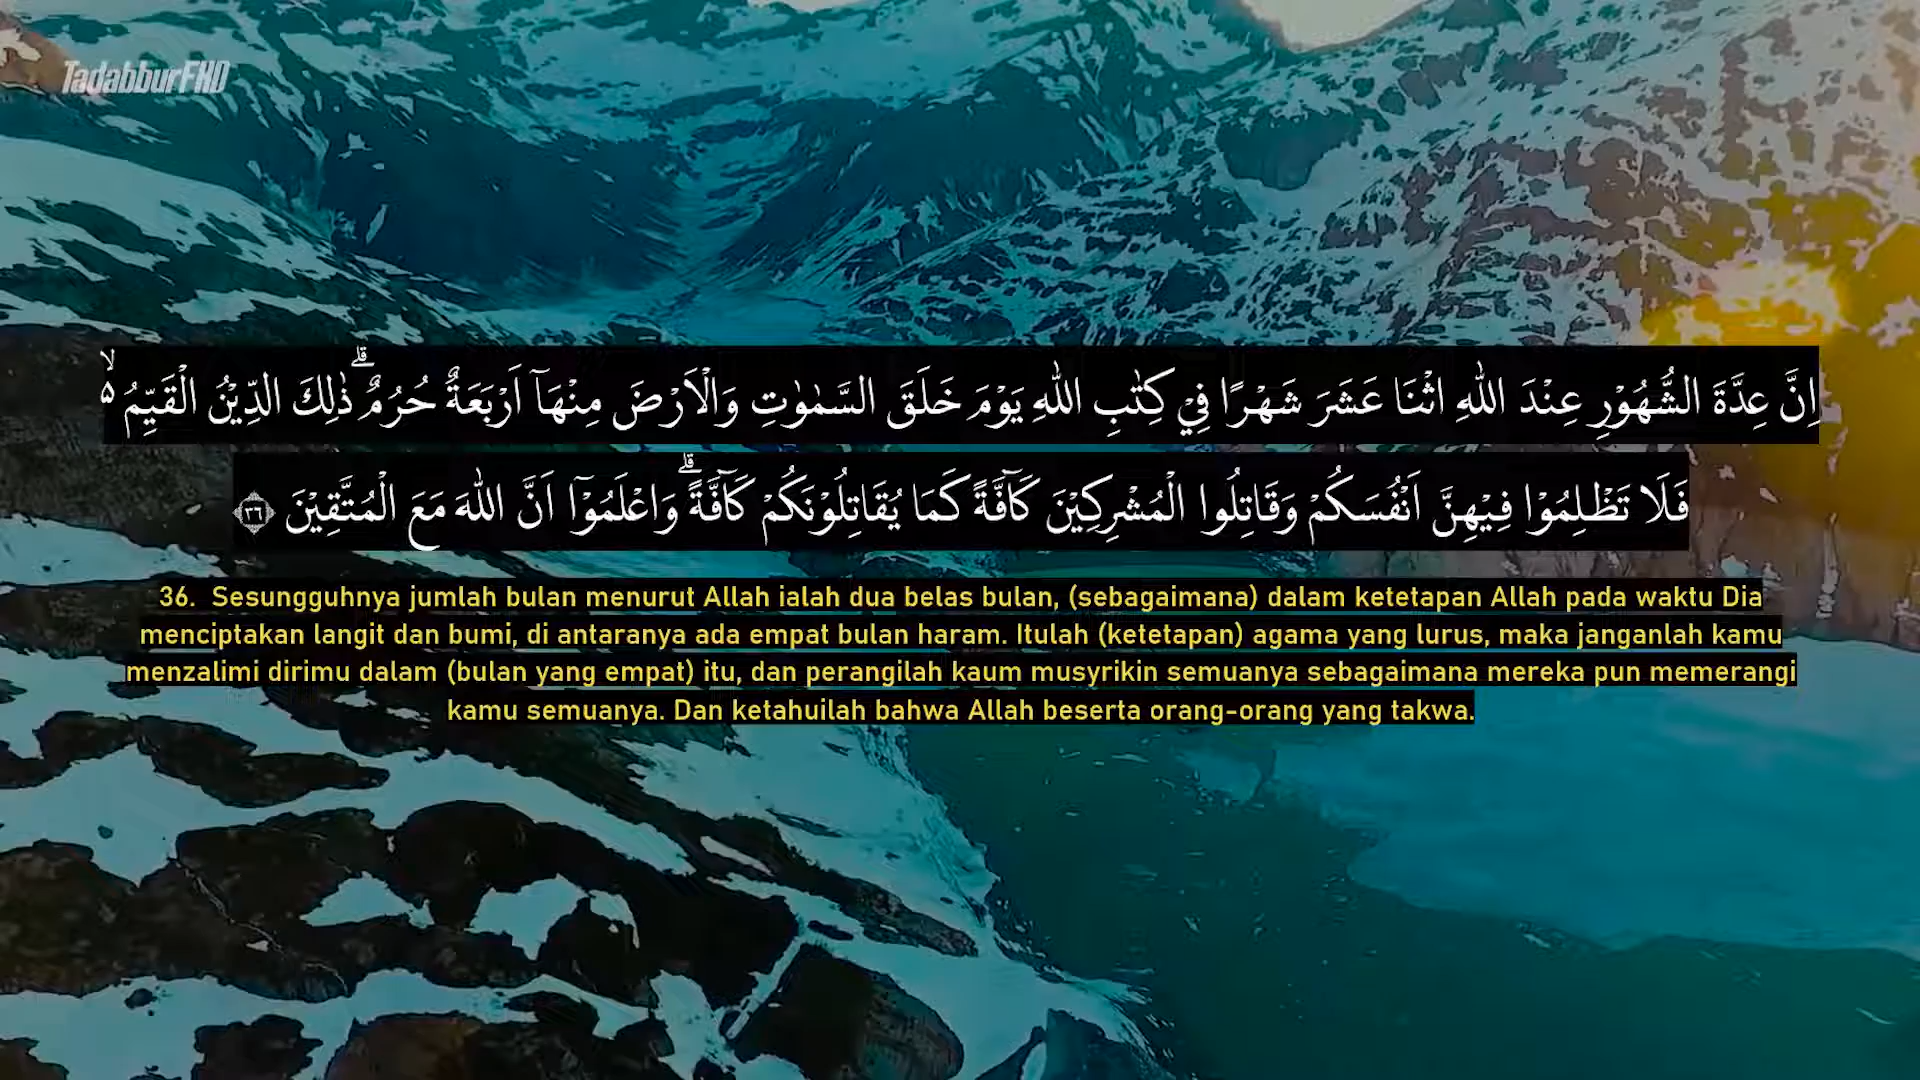 TadabburFHD
اِنَّ عِدَّةَ الشُّهُوْرِ عِنْدَ اللّٰهِ اثْنَا عَشَرَ شَهْرًا فِيْ كِتٰبِ اللّٰهِ يَوْمَ خَلَقَ السَّمٰوٰتِ وَالْاَرْضَ مِنْهَآ اَرْبَعَةٌ حُرُمٌ ۗذٰلِكَ الدِّيْنُ الْقَيِّمُ ۙ۵
فَلَا تَظْلِمُوْا فِيْهِنَّ اَنْفُسَكُمْ وَقَاتِلُوا الْمُشْرِكِيْنَ كَاۤفَّةً كَمَا يُقَاتِلُوْنَكُمْ كَاۤفَّةً ۗوَاعْلَمُوْٓا اَنَّ اللّٰهَ مَعَ الْمُتَّقِيْنَ ٣٦
36. Sesungguhnya jumlah bulan menurut Allah ialah dua belas bulan, (sebagaimana) dalam ketetapan Allah pada waktu Dia
menciptakan langit dan bumi, di antaranya ada empat bulan haram. Itulah (ketetapan) agama yang lurus, maka janganlah kamu
menzalimi dirimu dalam (bulan yang empat) itu, dan perangilah kaum musyrikin semuanya sebagaimana mereka pun memerangi
kamu semuanya. Dan ketahuilah bahwa Allah beserta orang-orang yang takwa.